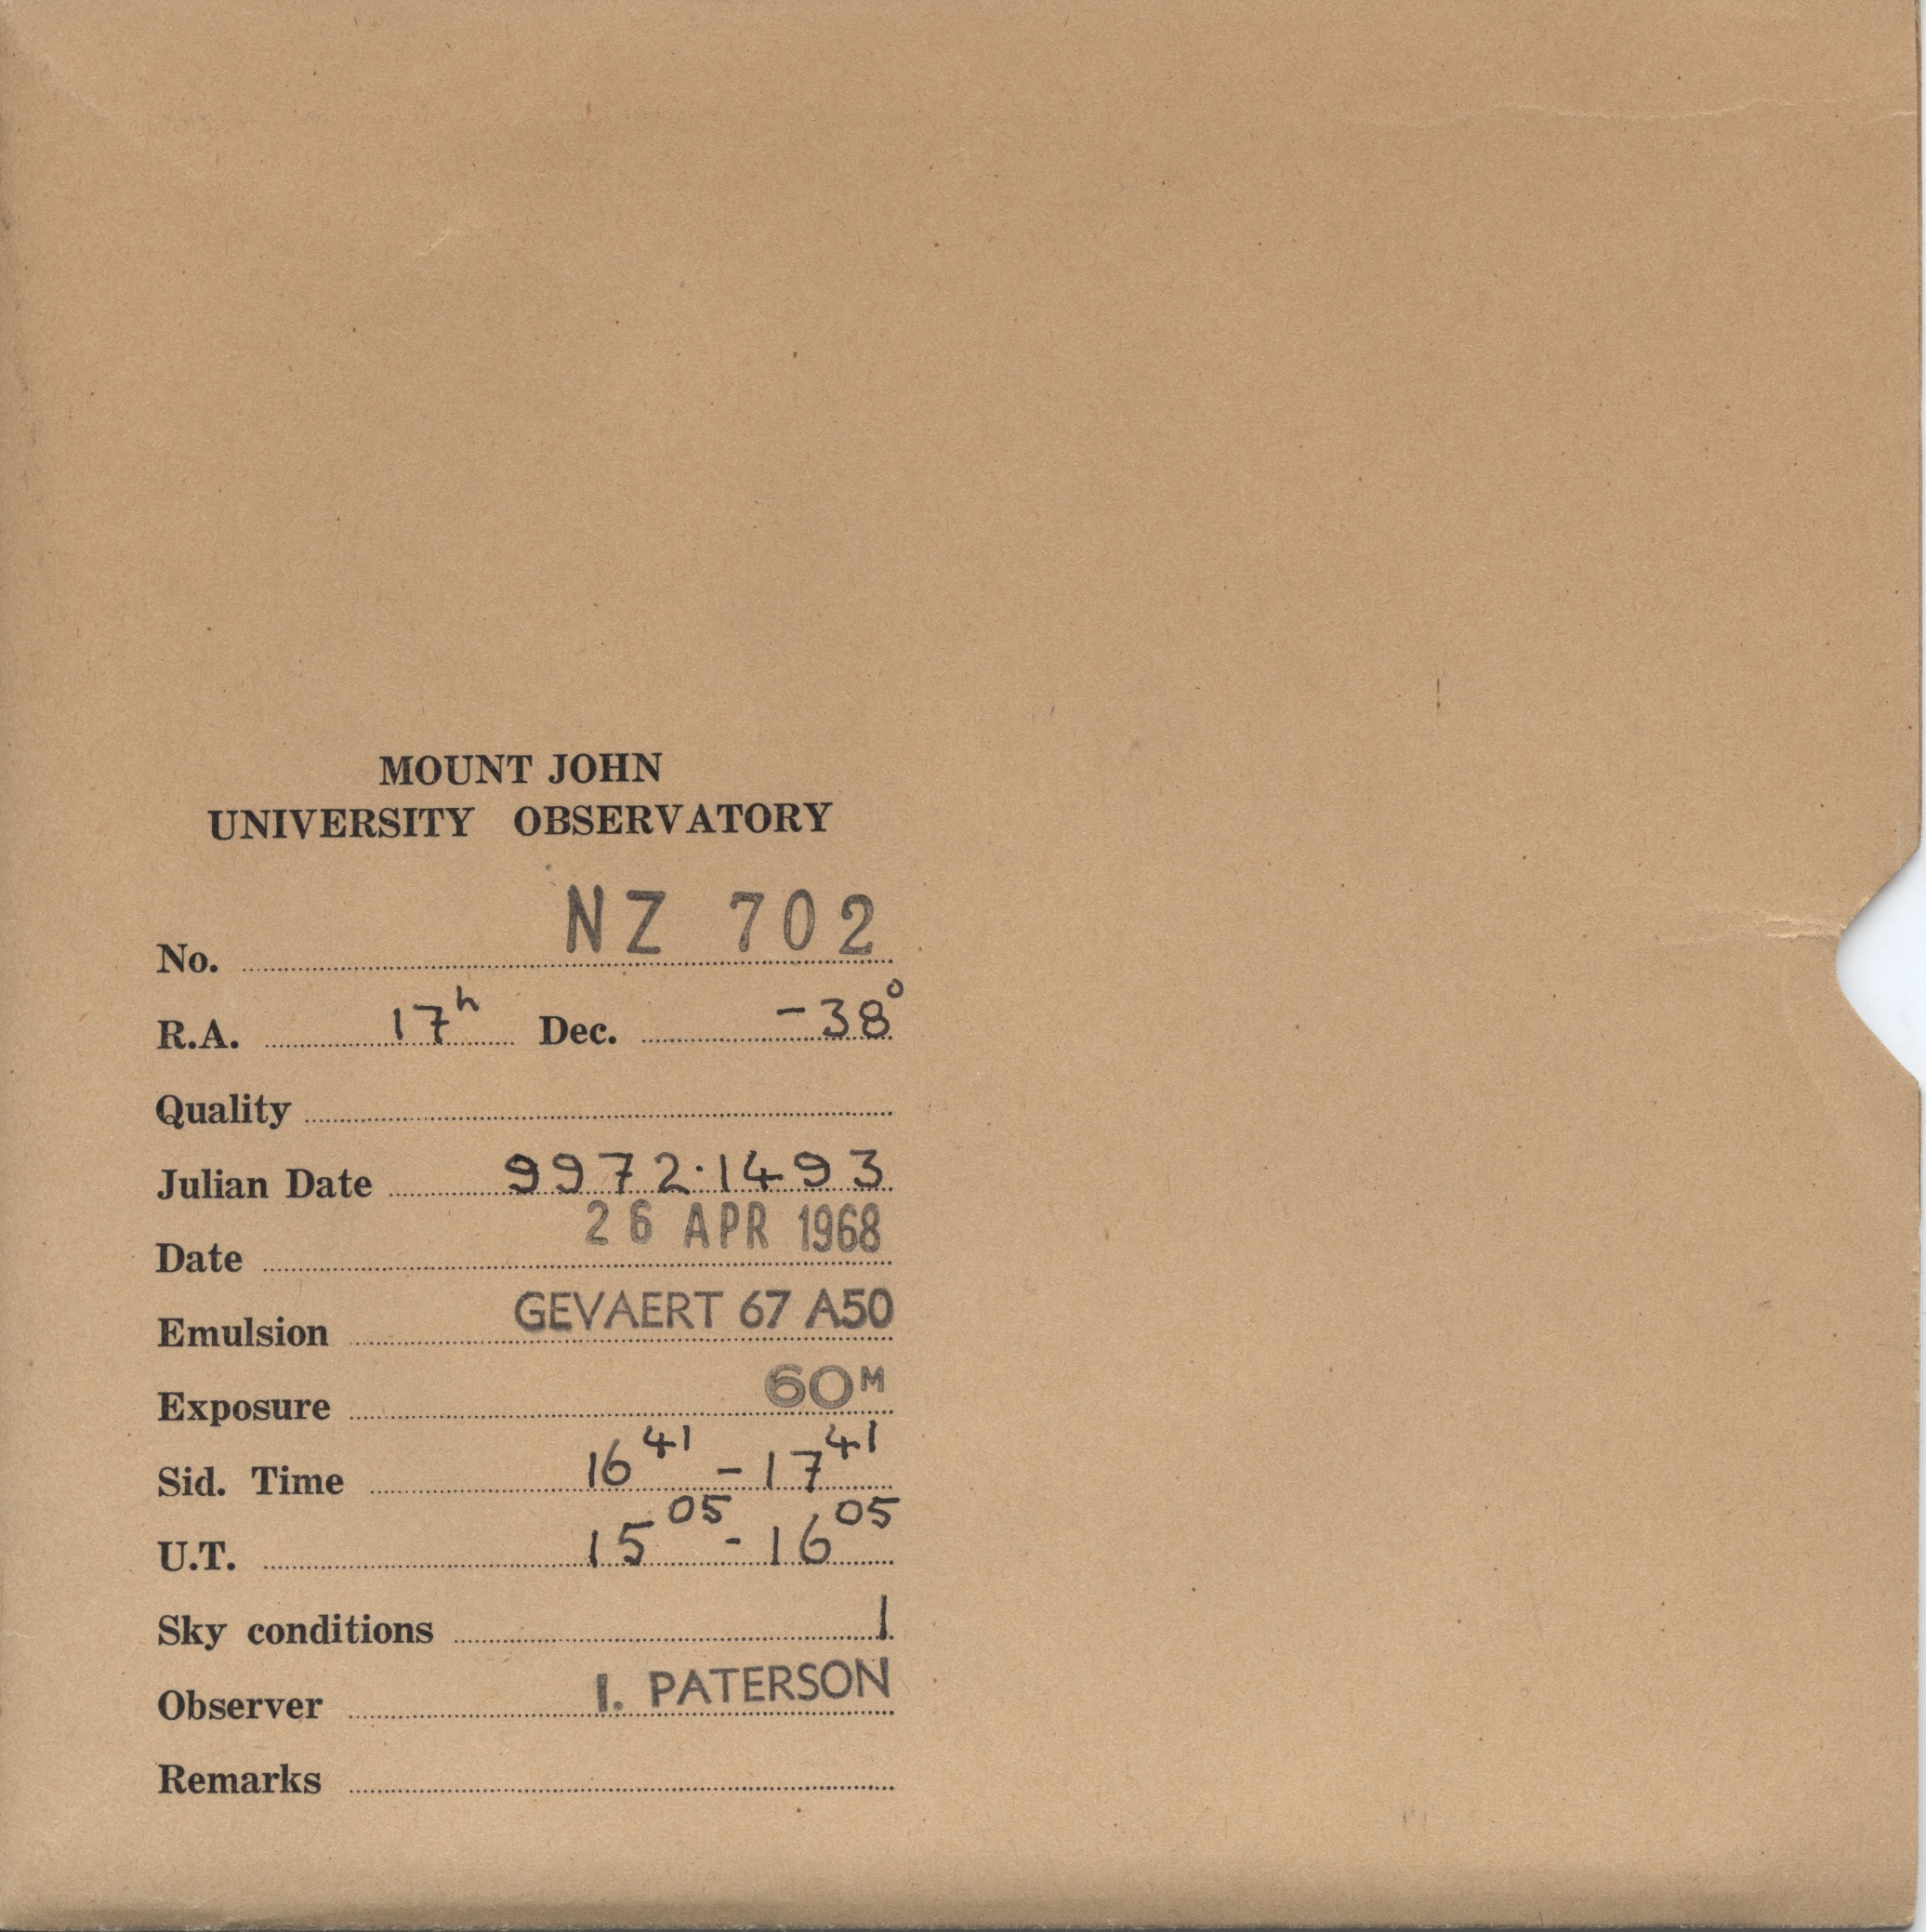 MOUNT JOHN
UNIVERSITY OBSERVATORY
No. NZ 702
R.A. 17h Dec. -38°
Quality
Julian Date 9972.1493
Date 26 APR 1968
Emulsion GEVAERT 67 A50
Exposure 60M
Sid. Time 16 41 - 17 41
U.T. 15 05 - 16 05
Sky conditions 1
Observer I. PATERSON
Remarks